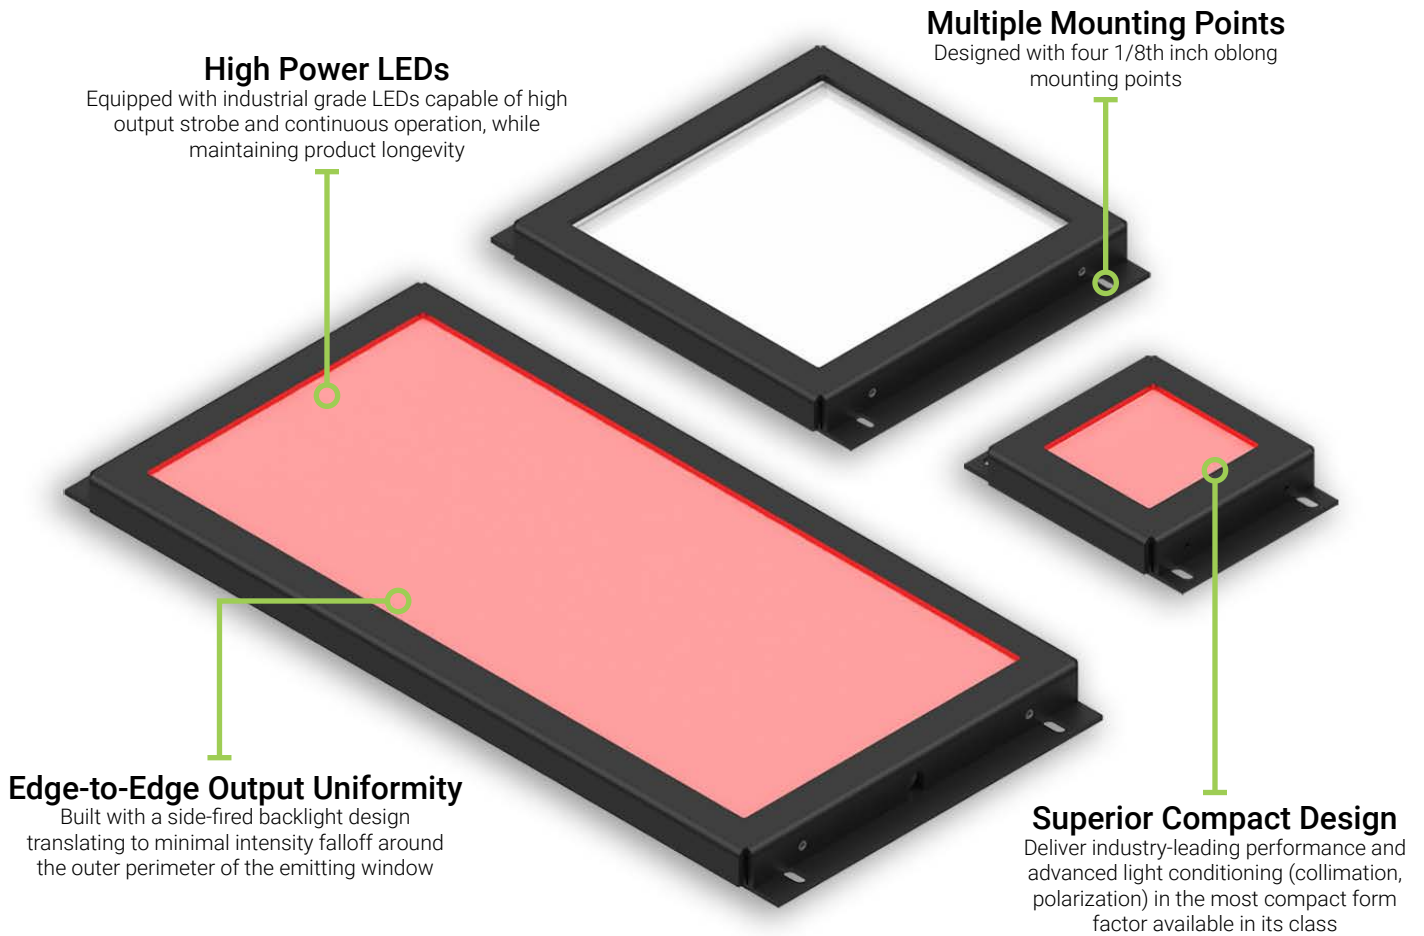 High Power LEDs
Equipped with industrial grade LEDs capable of high
output strobe and continuous operation, while
maintaining product longevity
Multiple Mounting Points
Designed with four 1/8th inch oblong
mounting points
Edge-to-Edge Output Uniformity
Built with a side-fired backlight design
translating to minimal intensity falloff around
the outer perimeter of the emitting window
Superior Compact Design
Deliver industry-leading performance and
advanced light conditioning (collimation,
polarization) in the most compact form
factor available in its class